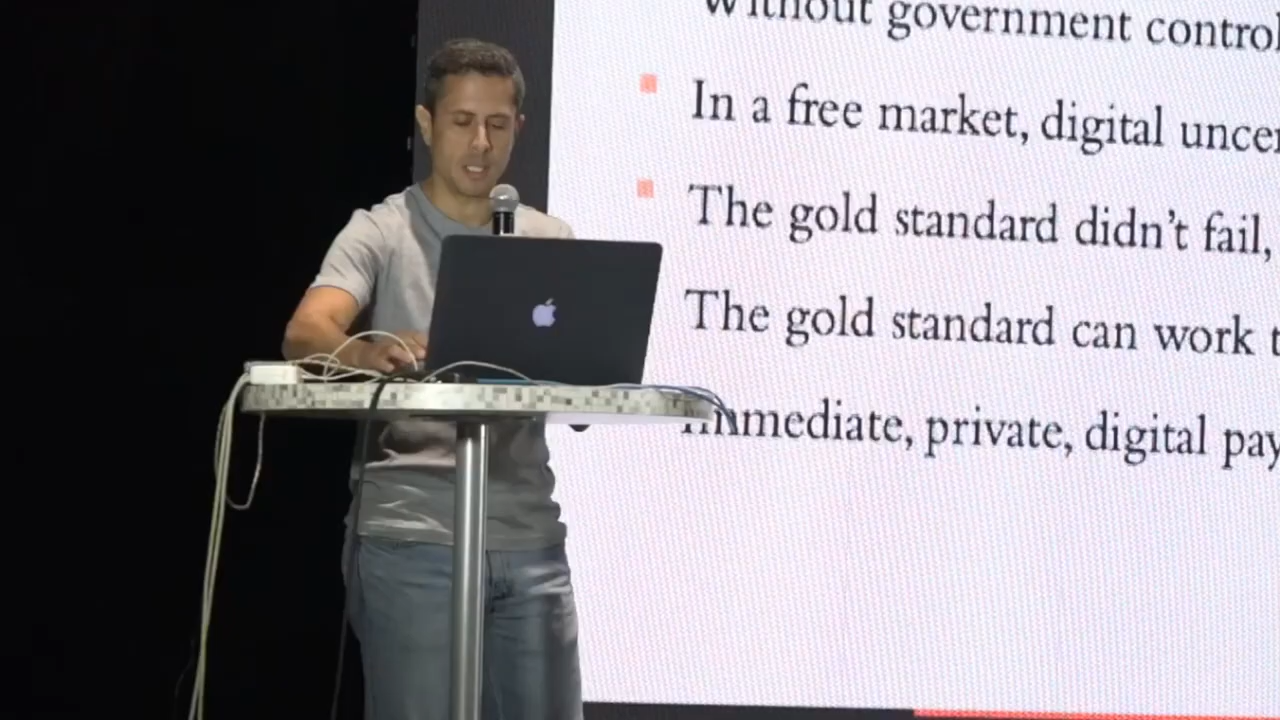 Without government control
In a free market, digital
The gold standard didn't fail,
The gold standard can work
immediate, private, digital